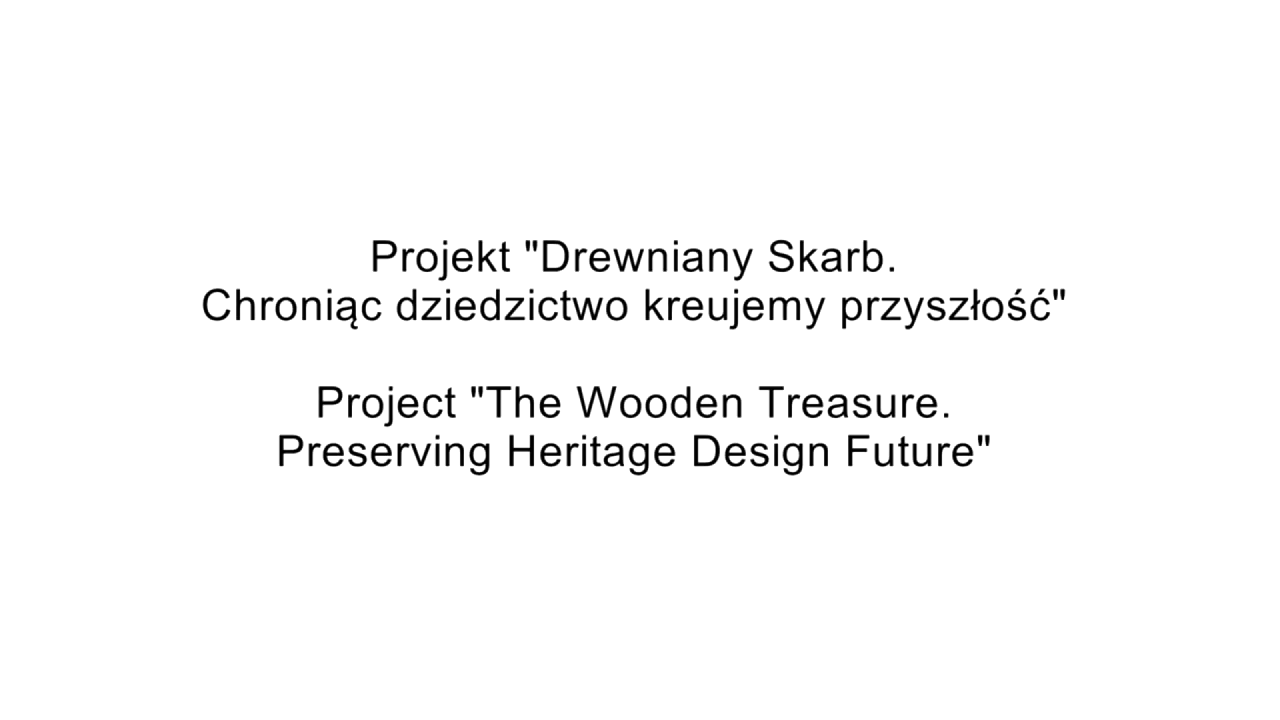 Projekt "Drewniany Skarb.
Chroniąc dziedzictwo kreujemy przyszłość"
Project "The Wooden Treasure.
Preserving Heritage Design Future"